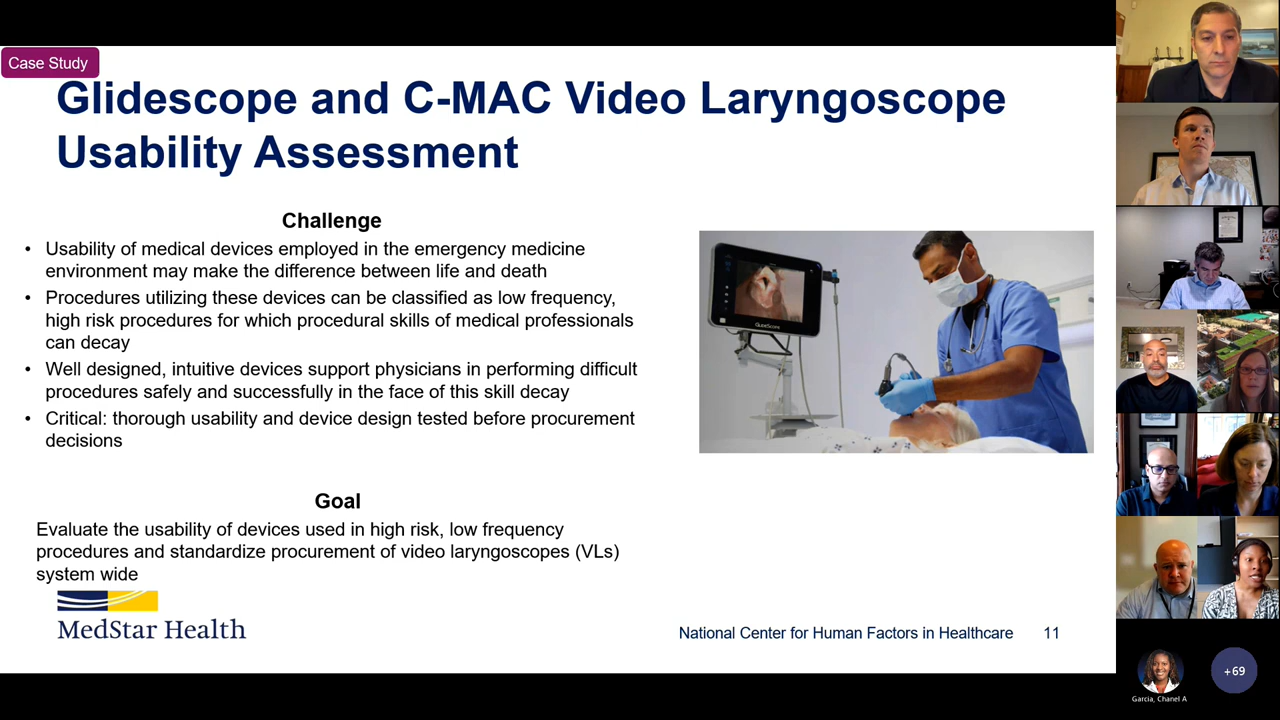 Case Study
Glidescope and C-MAC Video Laryngoscope
Usability Assessment
Challenge
• Usability of medical devices employed in the emergency medicine
environment may make the difference between life and death
• Procedures utilizing these devices can be classified as low frequency,
high risk procedures for which procedural skills of medical professionals
can decay
• Well designed, intuitive devices support physicians in performing difficult
procedures safely and successfully in the face of this skill decay
• Critical: thorough usability and device design tested before procurement
decisions
GlideScope
Goal
Evaluate the usability of devices used in high risk, low frequency
procedures and standardize procurement of video laryngoscopes (VLs)
system wide
MedStar Health
National Center for Human Factors in Healthcare 11
Garcia, Chanel A
+69